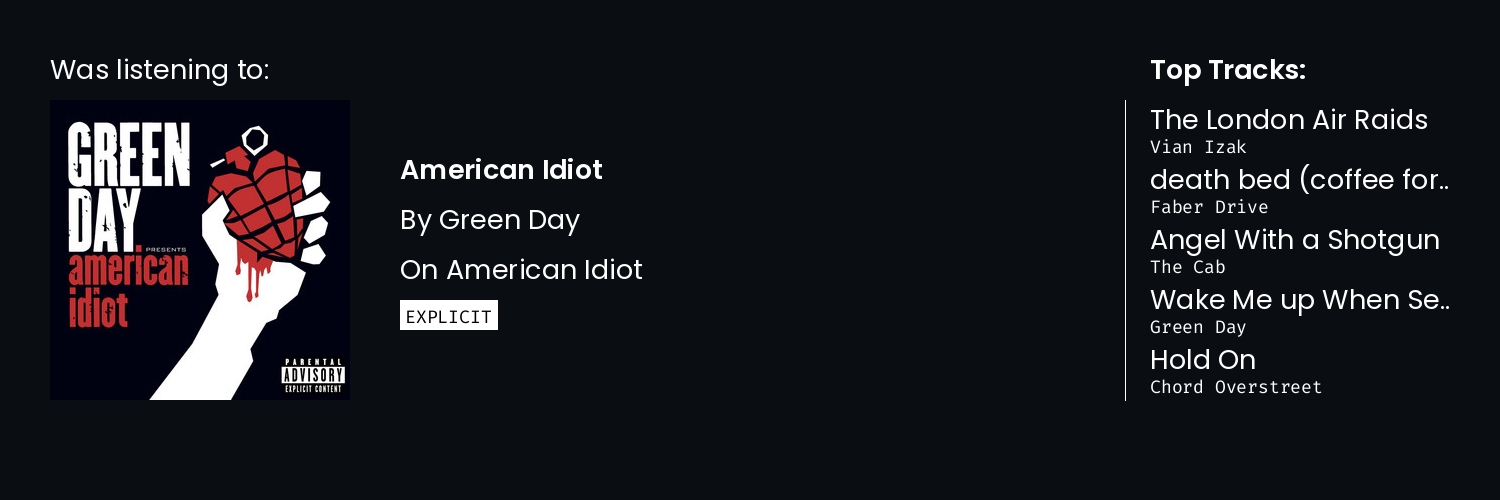 Was listening to:
GREEN
DAY
PRESENTS
american
idiot
PARENTAL
ADVISORY
EXPLICIT CONTENT
American Idiot
By Green Day
On American Idiot
EXPLICIT
Top Tracks:
The London Air Raids
Vian Izak
death bed (coffee for..
Faber Drive
Angel With a Shotgun
The Cab
Wake Me up When Se..
Green Day
Hold On
Chord Overstreet